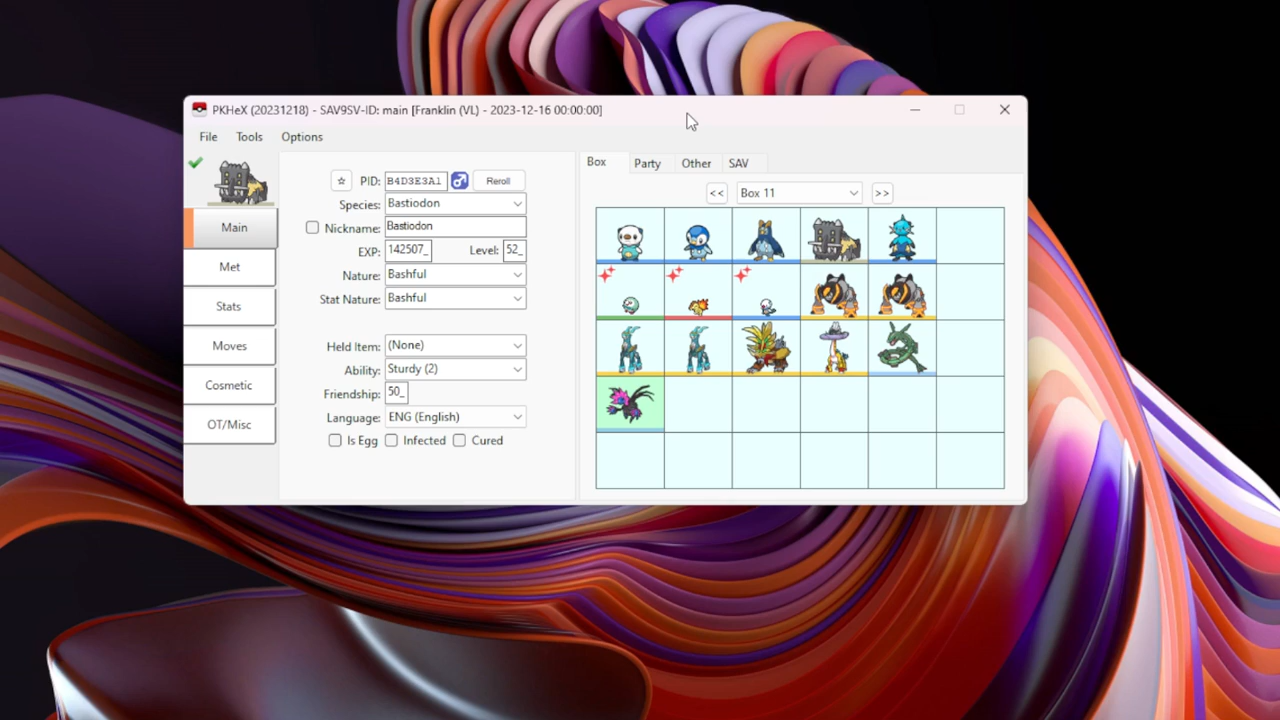 PKHeX (20231218) - SAV9SV-ID: main [Franklin (VL) - 2023-12-16 00:00:00]
File Tools Options
Box Party Other SAV
<< Box 11 >>
Main
Met
Stats
Moves
Cosmetic
OT/Misc
☆ PID: B4D3E3A1 ♂ Reroll
Species: Bastiodon
Nickname: Bastiodon
EXP: 142507_ Level: 52_
Nature: Bashful
Stat Nature: Bashful
Held Item: (None)
Ability: Sturdy (2)
Friendship: 50_
Language: ENG (English)
Is Egg Infected Cured